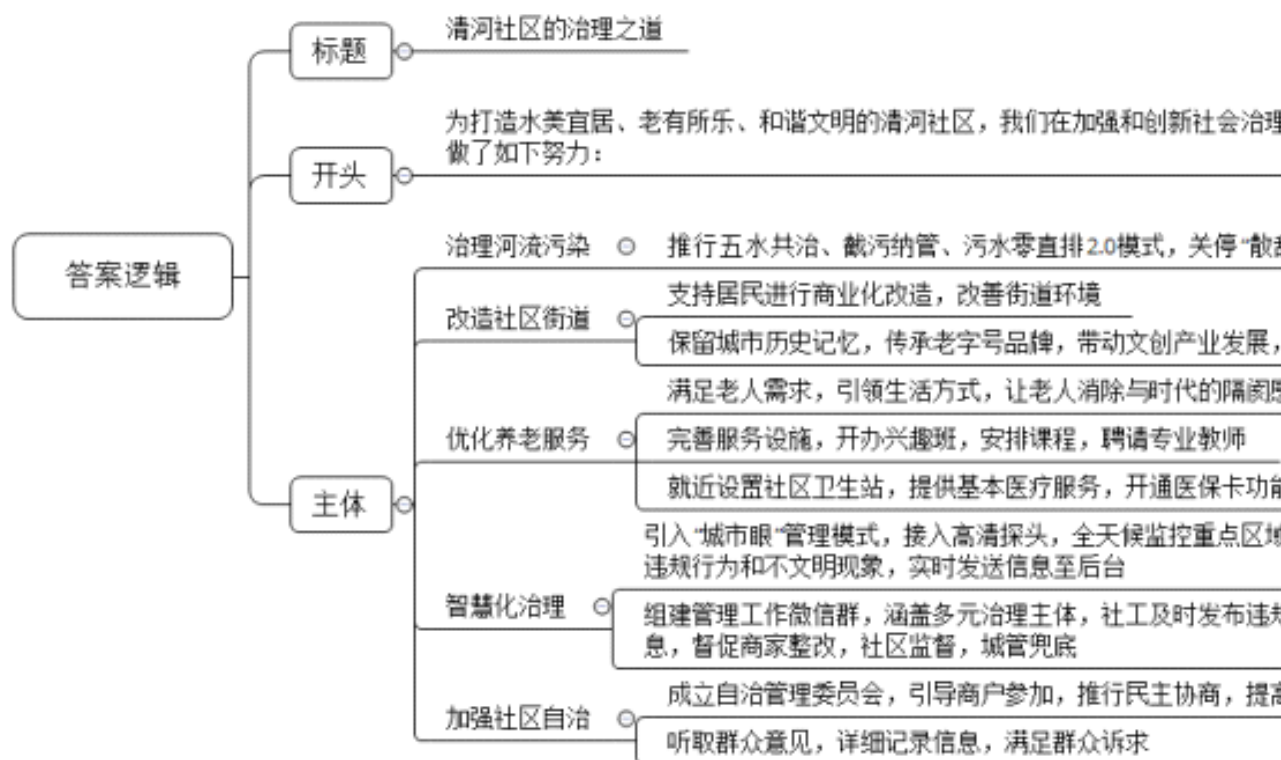 标题
清河社区的治理之道
为打造水美宜居、老有所乐、和谐文明的清河社区，我们在加强和创新社会治理
做了如下努力：
开头
答案逻辑
主体
治理河流污染
推行五水共治、截污纳管、污水零直排2.0模式，关停"散
改造社区街道
支持居民进行商业化改造，改善街道环境
保留城市历史记忆，传承老字号品牌，带动文创产业发展，
优化养老服务
满足老人需求，引领生活方式，让老人消除与时代的隔阂感
完善服务设施，开办兴趣班，安排课程，聘请专业教师
就近设置社区卫生站，提供基本医疗服务，开通医保卡功能
智慧化治理
引入"城市眼"管理模式，接入高清探头，全天候监控重点区域
违规行为和不文明现象，实时发送信息至后台
组建管理工作微信群，涵盖多元治理主体，社工及时发布违规
息，督促商家整改，社区监督，城管兜底
加强社区自治
成立自治管理委员会，引导商户参加，推行民主协商，提高
听取群众意见，详细记录信息，满足群众诉求